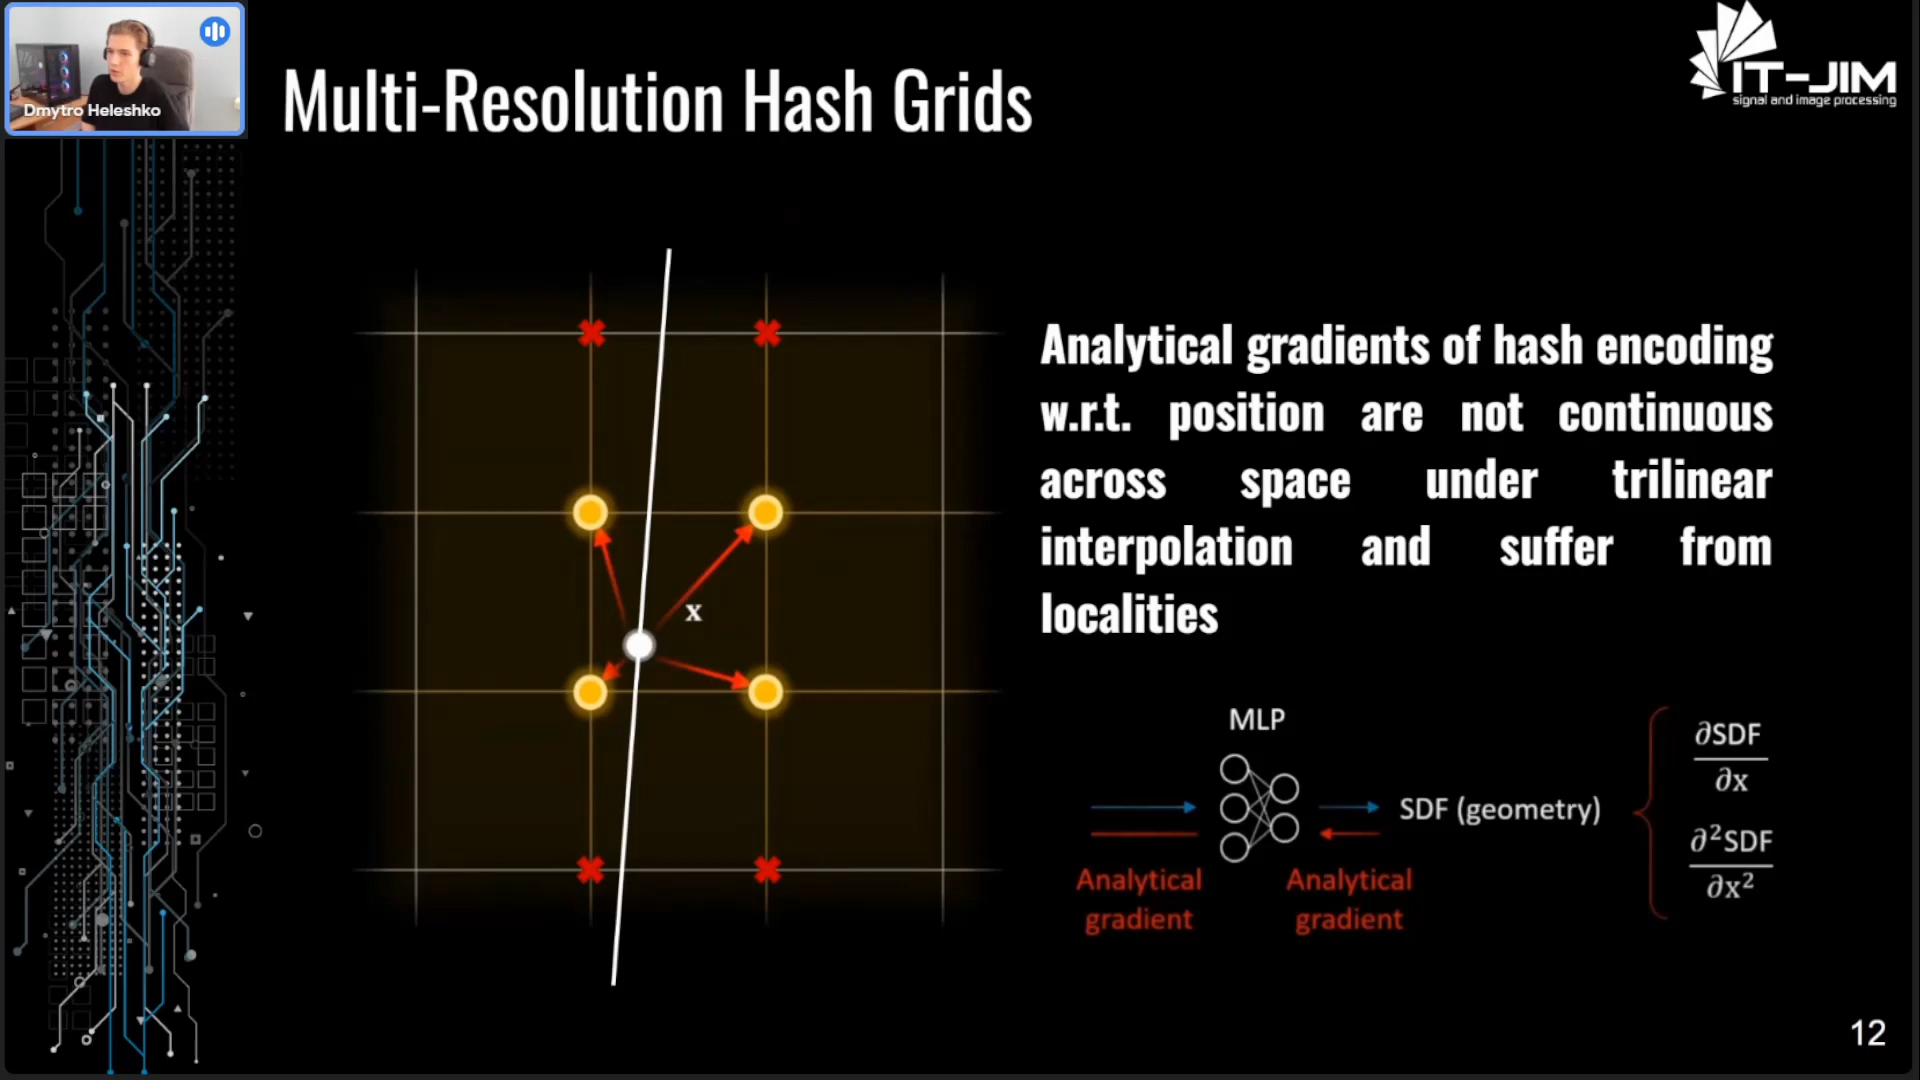 Dmytro Heleshko
Multi-Resolution Hash Grids
IT-JIM
signal and image processing
x
Analytical gradients of hash encoding
w.r.t. position are not continuous
across space under trilinear
interpolation and suffer from
localities
MLP
SDF (geometry)
∂SDF
∂x
∂²SDF
∂x²
Analytical
gradient
Analytical
gradient
12